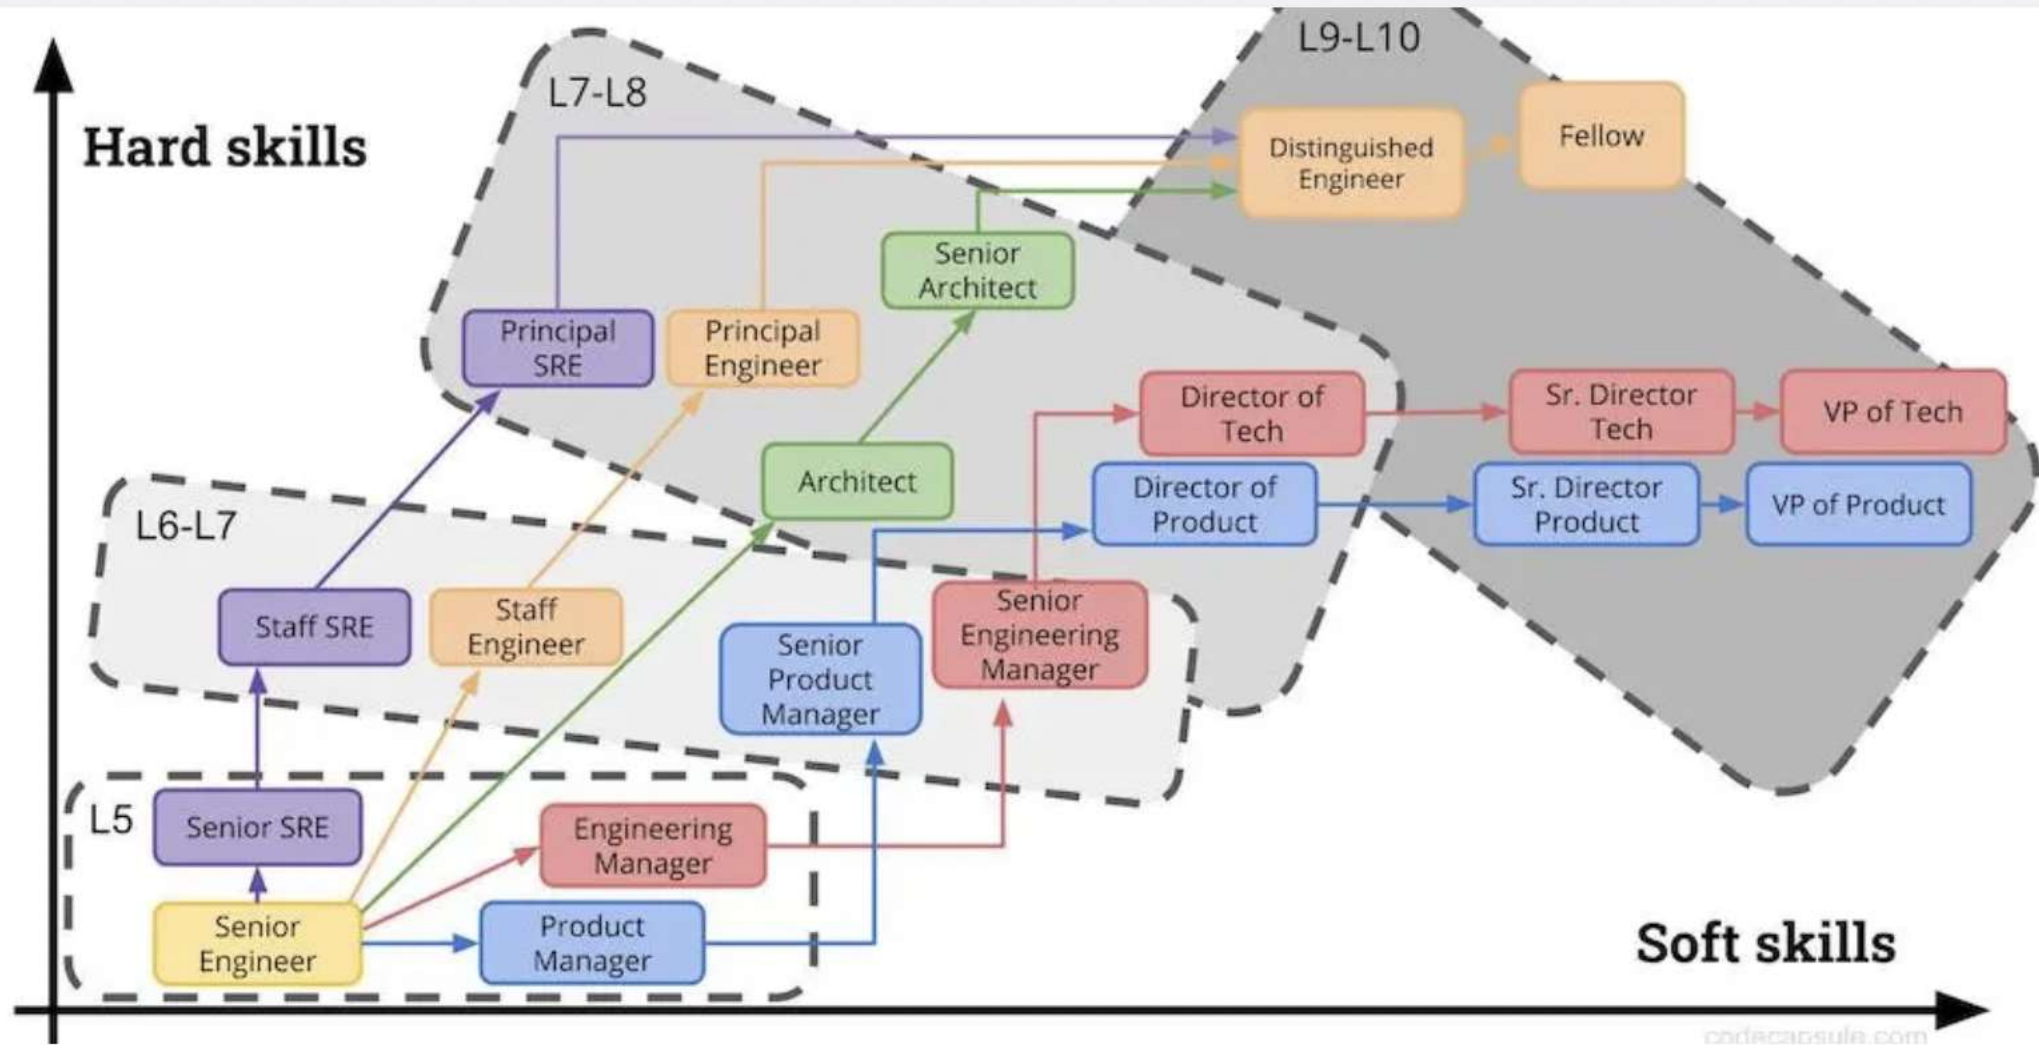 L9-L10
L7-L8
Hard skills
Distinguished
Engineer
Fellow
Senior
Architect
Principal
SRE
Principal
Engineer
Director of
Tech
Sr. Director
Tech
VP of Tech
Architect
Director of
Product
Sr. Director
Product
VP of Product
L6-L7
Staff SRE
Staff
Engineer
Senior
Product
Manager
Senior
Engineering
Manager
L5
Senior SRE
Engineering
Manager
Senior
Engineer
Product
Manager
Soft skills
codecapsule.com